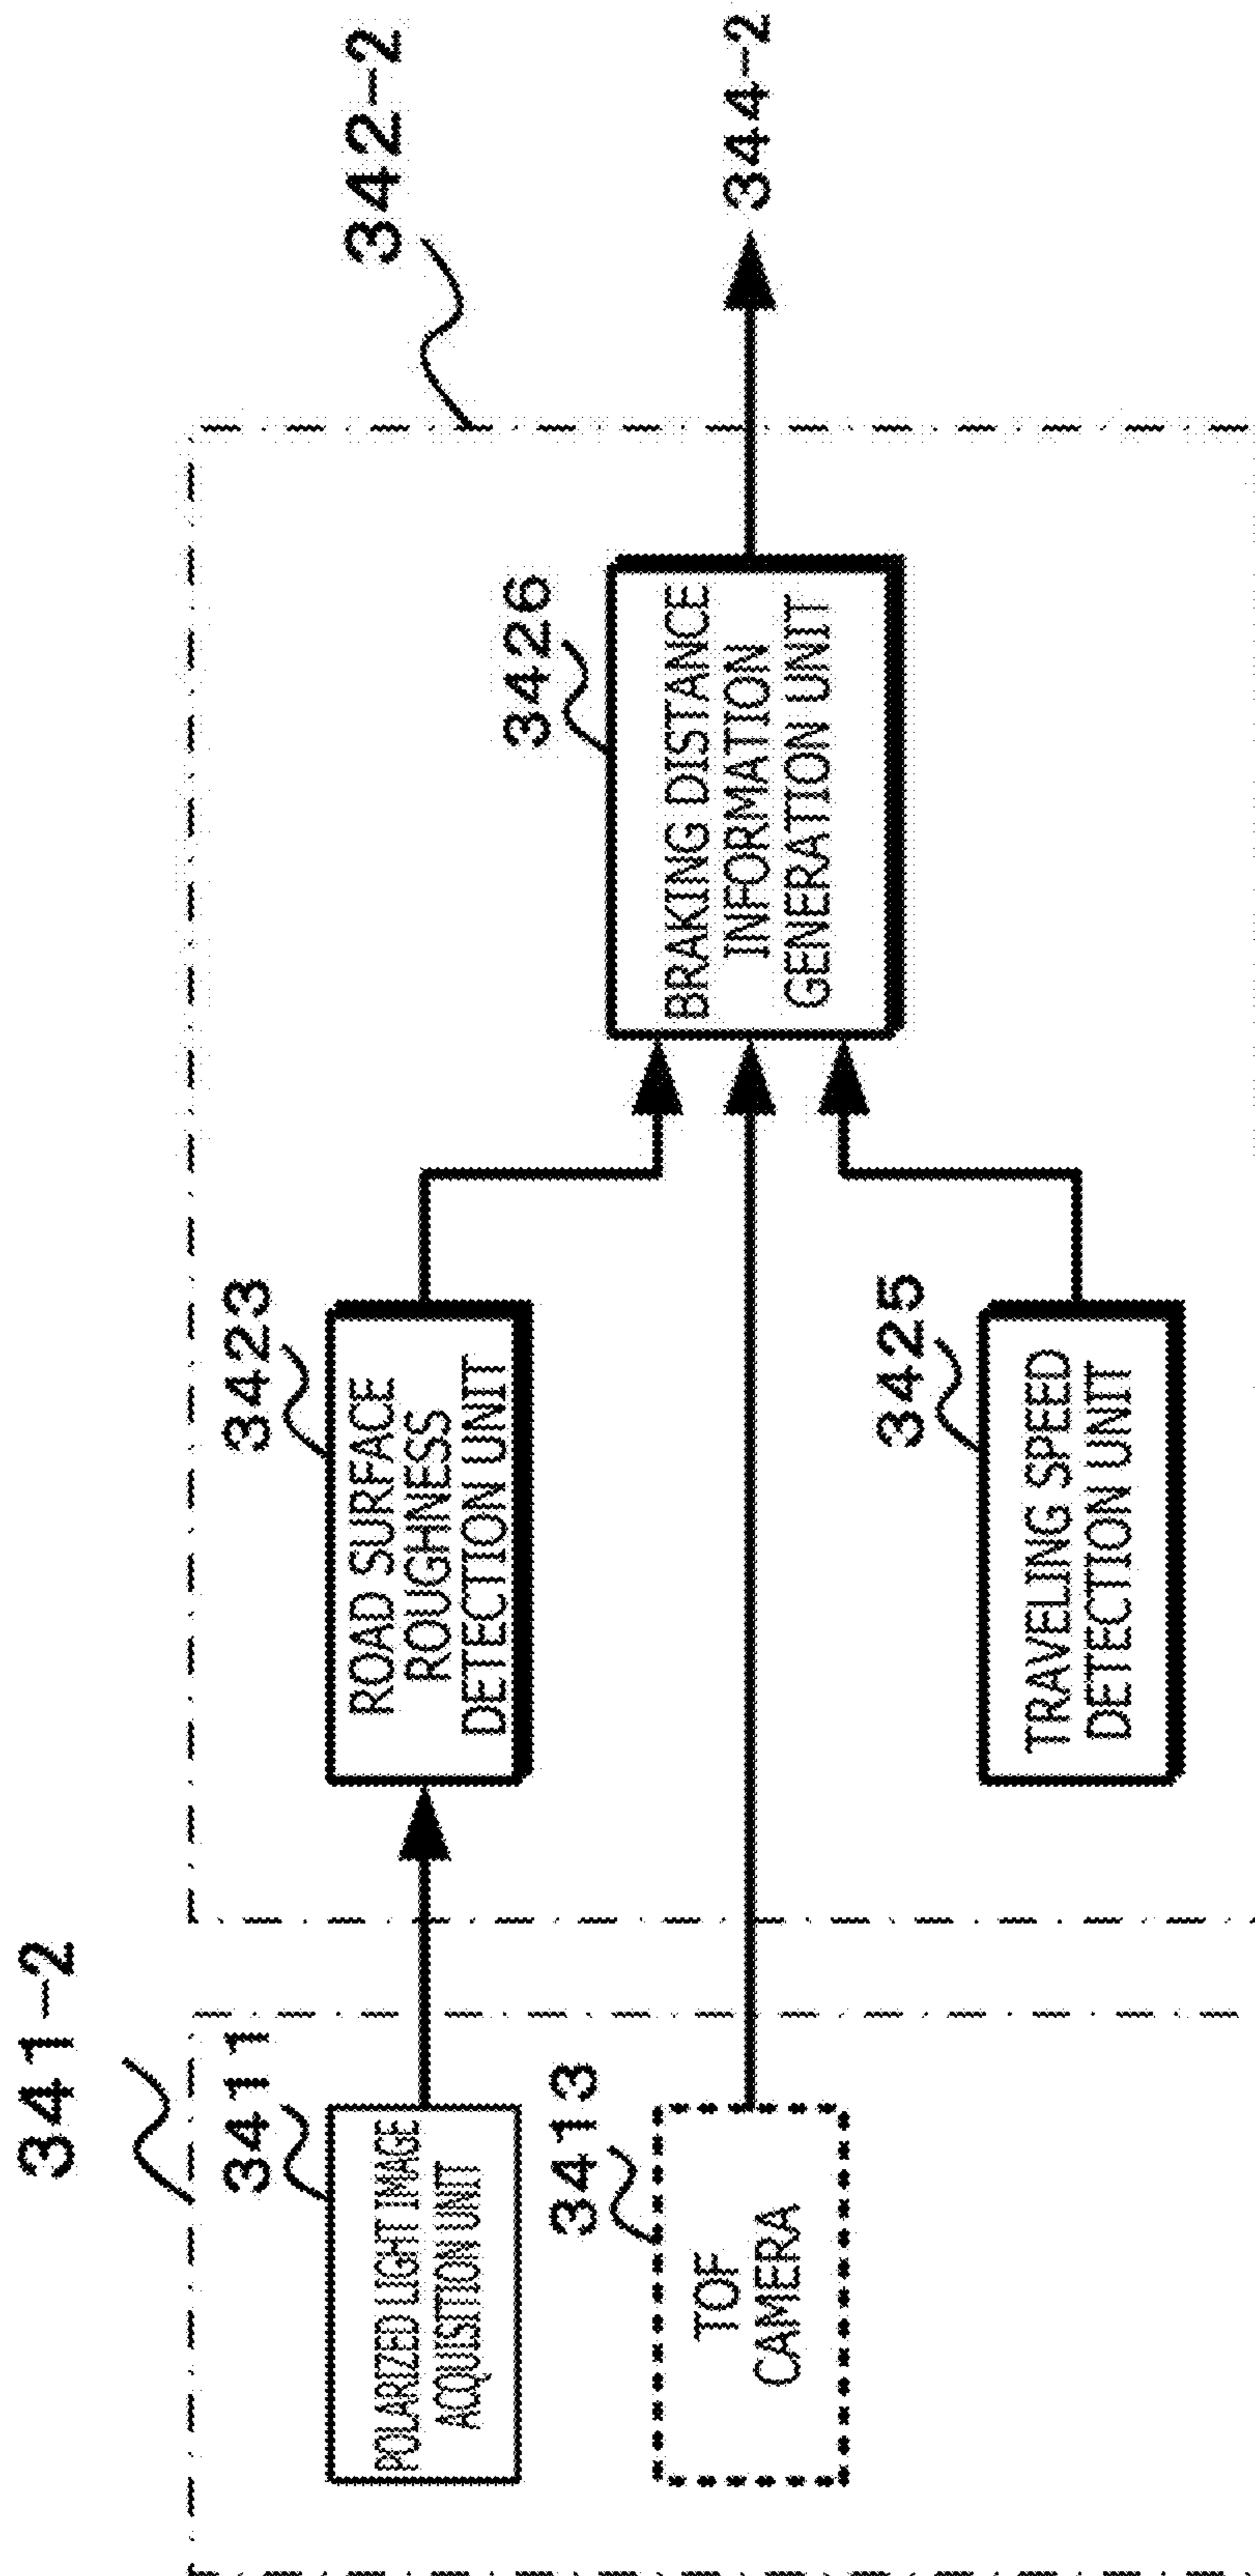 341-2
3411
POLARIZED LIGHT IMAGE
ACQUISITION UNIT
3413
TOF
CAMERA
342-2
3423
ROAD SURFACE
ROUGHNESS
DETECTION UNIT
3425
TRAVELING SPEED
DETECTION UNIT
3426
BRAKING DISTANCE
INFORMATION
GENERATION UNIT
344-2